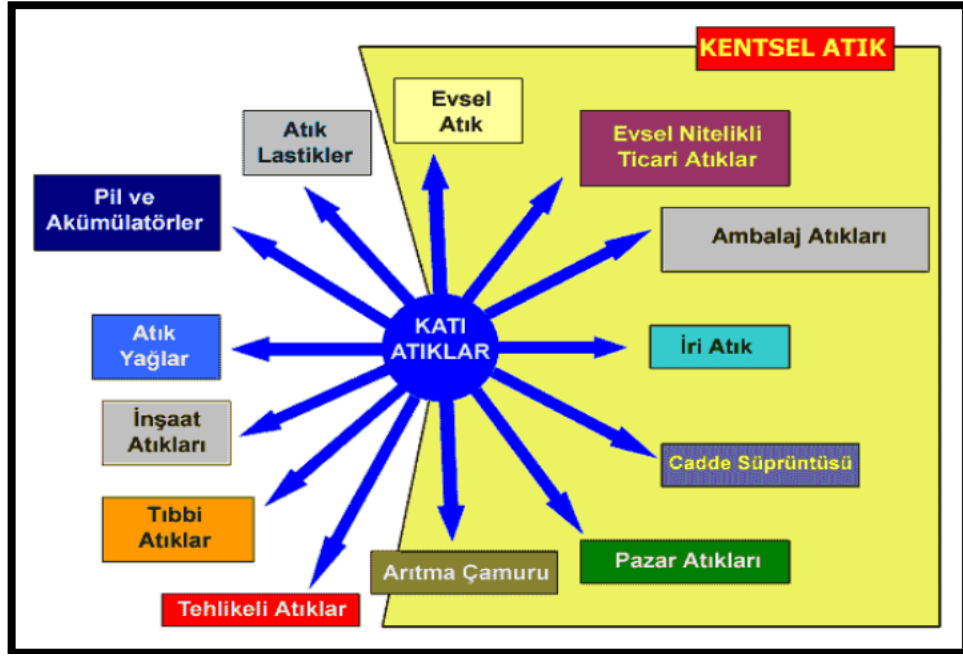 KENTSEL ATIK
Evsel
Atık
Atık
Lastikler
Evsel Nitelikli
Ticari Atıklar
Pil ve
Akümülatörler
Ambalaj Atıkları
KATI
ATIKLAR
Atık
Yağlar
İri Atık
İnşaat
Atıkları
Cadde Süprüntüsü
Tıbbi
Atıklar
Pazar Atıkları
Arıtma Çamuru
Tehlikeli Atıklar